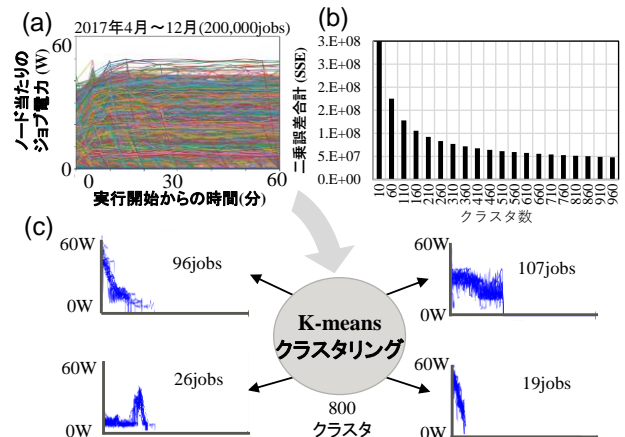 (a)
2017年4月~12月(200,000jobs)
ノード当たりの
ジョブ電力 (W)
60
0
0
30
60
実行開始からの時間(分)
(b)
二乗誤差合計 (SSE)
3.E+08
3.E+08
2.E+08
2.E+08
1.E+08
5.E+07
0.E+00
10
60
110
160
210
260
310
360
410
460
510
560
610
660
710
760
810
860
910
960
クラスタ数
(c)
60W
0W
96jobs
60W
0W
107jobs
K-means
クラスタリング
60W
0W
26jobs
60W
0W
19jobs
800
クラスタ